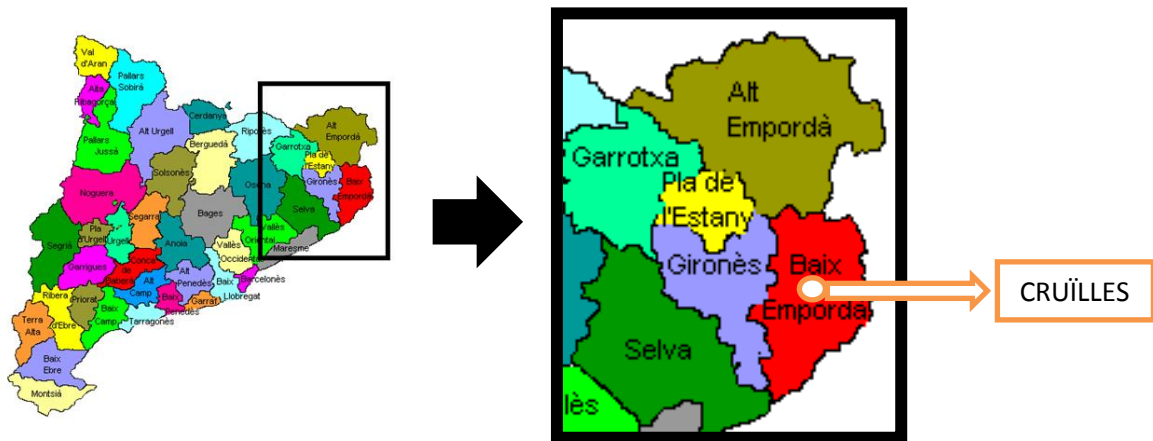 Val
d'Aran
Pallars
Sobirà
Alta
Ribagorça
Cerdanya
Alt Urgell
Ripollès
Alt
Empordà
Pallars
Jussà
Berguedà
Garrotxa
Pla de
l'Estany
Solsonès
Osona
Gironès
Baix
Empordà
Noguera
Selva
Segarra
Bages
Segrià
Pla
d'Urgell
Urgell
Anoia
Vallès
Oriental
Vallès
Occidental
Maresme
Garrigues
Conca
de
Barberà
Alt
Camp
Alt
Penedès
Baix
Llobregat
Barcelonès
Ribera
d'Ebre
Priorat
Baix
Camp
Baix
Penedès
Garraf
Tarragonès
Terra
Alta
Baix
Ebre
Montsià
Alt
Empordà
Garrotxa
Pla dè
l'Estany
Gironès
Baix
Empordà
Selva
lès
CRUÏLLES